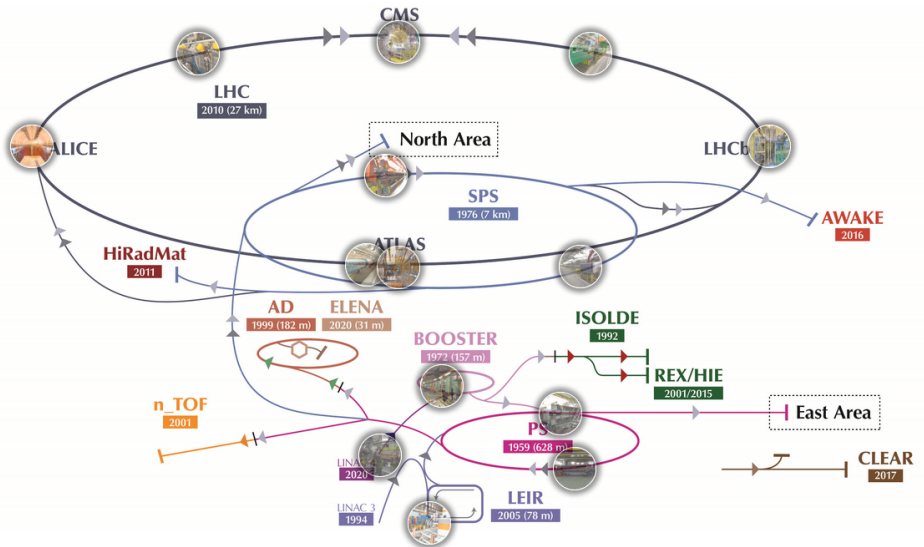 CMS
LHC
2010 (27 km)
ALICE
North Area
LHCb
SPS
1976 (7 km)
AWAKE
2016
ATLAS
HiRadMat
2011
AD
1999 (182 m)
ELENA
2020 (31 m)
ISOLDE
1992
BOOSTER
1972 (157 m)
REX/HIE
2001/2015
n_TOF
2001
East Area
PS
1959 (628 m)
LINAC
2020
CLEAR
2017
LEIR
2005 (78 m)
LINAC 3
1994